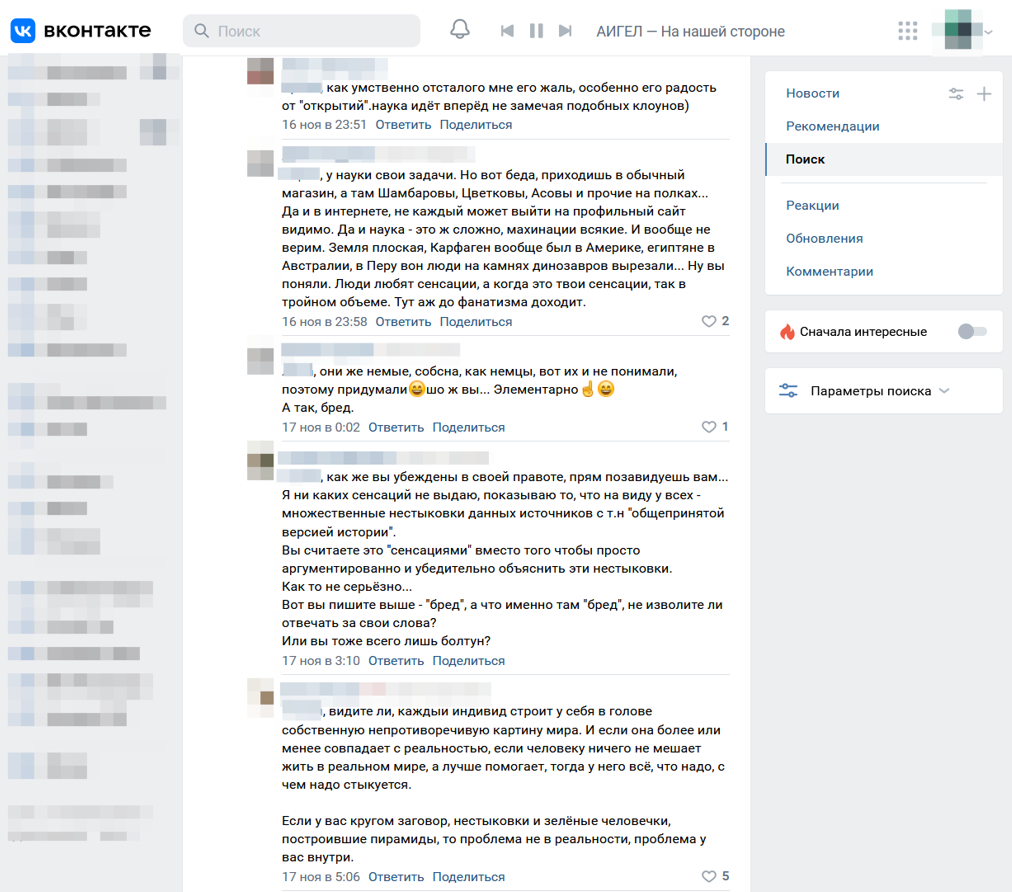 вконтакте
Поиск
АИГЕЛ — На нашей стороне
, как умственно отсталого мне его жаль, особенно его радость
от "открытий".наука идёт вперёд не замечая подобных клоунов)
16 ноя в 23:51 Ответить Поделиться
, у науки свои задачи. Но вот беда, приходишь в обычный
магазин, а там Шамбаровы, Цветковы, Асовы и прочие на полках...
Да и в интернете, не каждый может выйти на профильный сайт
видимо. Да и наука - это ж сложно, махинации всякие. И вообще не
верим. Земля плоская, Карфаген вообще был в Америке, египтяне в
Австралии, в Перу вон люди на камнях динозавров вырезали... Ну вы
поняли. Люди любят сенсации, а когда это твои сенсации, так в
тройном объеме. Тут аж до фанатизма доходит.
16 ноя в 23:58 Ответить Поделиться 2
, они же немые, собсна, как немцы, вот их и не понимали,
поэтому придумали😄шо ж вы... Элементарно☝😄
А так, бред.
17 ноя в 0:02 Ответить Поделиться 1
, как же вы убеждены в своей правоте, прям позавидуешь вам...
Я ни каких сенсаций не выдаю, показываю то, что на виду у всех -
множественные нестыковки данных источников с т.н "общепринятой
версией истории".
Вы считаете это "сенсациями" вместо того чтобы просто
аргументированно и убедительно объяснить эти нестыковки.
Как то не серьёзно...
Вот вы пишите выше - "бред", а что именно там "бред", не изволите ли
отвечать за свои слова?
Или вы тоже всего лишь болтун?
17 ноя в 3:10 Ответить Поделиться
, видите ли, каждый индивид строит у себя в голове
собственную непротиворечивую картину мира. И если она более или
менее совпадает с реальностью, если человеку ничего не мешает
жить в реальном мире, а лучше помогает, тогда у него всё, что надо, с
чем надо стыкуется.
Если у вас кругом заговор, нестыковки и зелёные человечки,
построившие пирамиды, то проблема не в реальности, проблема у
вас внутри.
17 ноя в 5:06 Ответить Поделиться 5
Новости
Рекомендации
Поиск
Реакции
Обновления
Комментарии
Сначала интересные
Параметры поиска